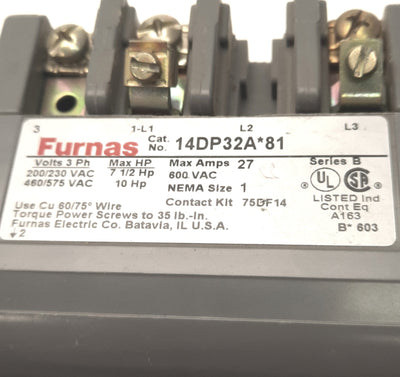 3 1-L1 L2 L3
Furnas Cat. No. 14DP32A*81
Volts 3 Ph Max HP Max Amps 27 Series B
200/230 VAC 7 1/2 Hp 600 VAC
460/575 VAC 10 Hp NEMA Size 1
UL SA
LISTED Ind
Cont Eq
A163
B* 603
Contact Kit 75DF14
Use Cu 60/75° Wire
Torque Power Screws to 35 lb.-in.
Furnas Electric Co. Batavia, IL U.S.A.
2